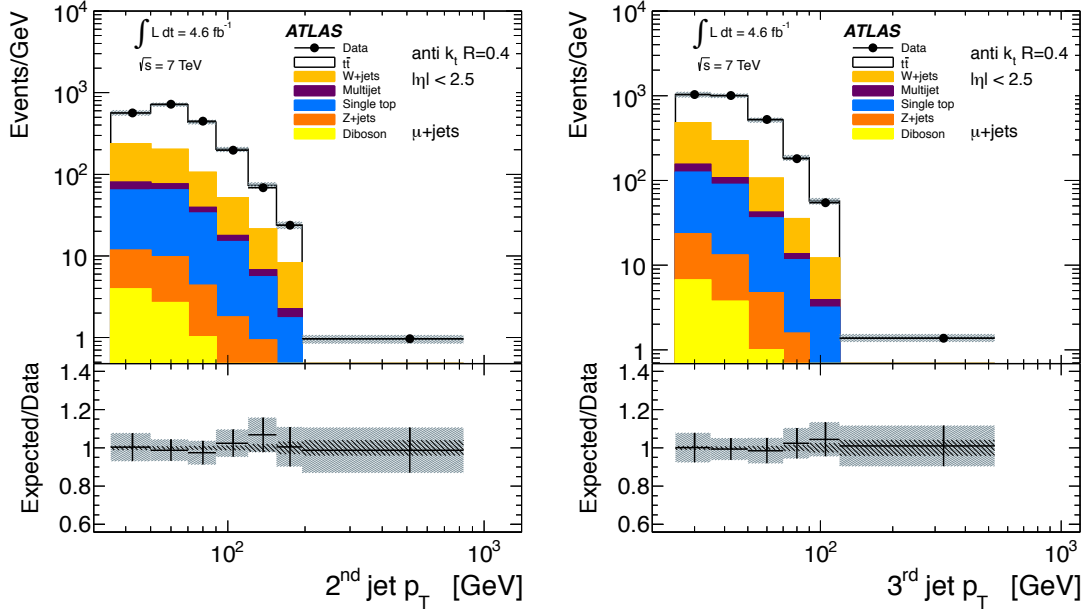 ∫ L dt = 4.6 fb⁻¹
√s = 7 TeV
ATLAS
Data
tt̄
W+jets
Multijet
Single top
Z+jets
Diboson
anti kₜ R=0.4
|η| < 2.5
μ+jets
Events/GeV
10⁴
10³
10²
10
1
Expected/Data
1.4
1.2
1
0.8
0.6
10²
10³
2ⁿᵈ jet p_T [GeV]
∫ L dt = 4.6 fb⁻¹
√s = 7 TeV
ATLAS
Data
tt̄
W+jets
Multijet
Single top
Z+jets
Diboson
anti kₜ R=0.4
|η| < 2.5
μ+jets
Events/GeV
10⁴
10³
10²
10
1
Expected/Data
1.4
1.2
1
0.8
0.6
10²
10³
3ʳᵈ jet p_T [GeV]